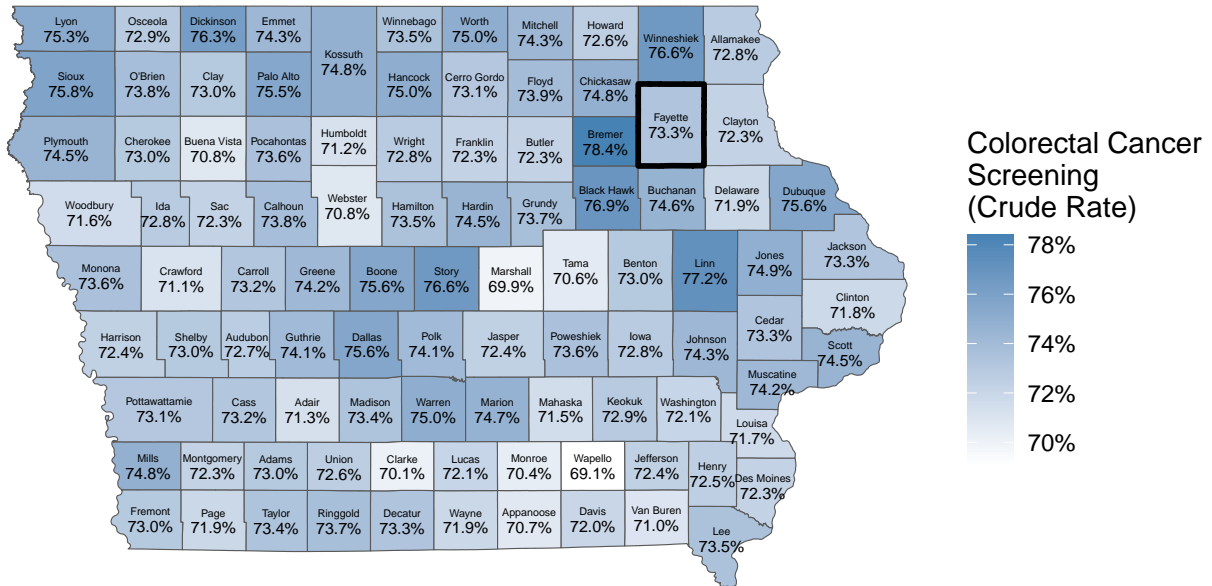 Lyon
75.3%
Osceola
72.9%
Dickinson
76.3%
Emmet
74.3%
Kossuth
74.8%
Winnebago
73.5%
Worth
75.0%
Mitchell
74.3%
Howard
72.6%
Winneshiek
76.6%
Allamakee
72.8%
Sioux
75.8%
O'Brien
73.8%
Clay
73.0%
Palo Alto
75.5%
Hancock
75.0%
Cerro Gordo
73.1%
Floyd
73.9%
Chickasaw
74.8%
Fayette
73.3%
Clayton
72.3%
Plymouth
74.5%
Cherokee
73.0%
Buena Vista
70.8%
Pocahontas
73.6%
Humboldt
71.2%
Wright
72.8%
Franklin
72.3%
Butler
72.3%
Bremer
78.4%
Woodbury
71.6%
Ida
72.8%
Sac
72.3%
Calhoun
73.8%
Webster
70.8%
Hamilton
73.5%
Hardin
74.5%
Grundy
73.7%
Black Hawk
76.9%
Buchanan
74.6%
Delaware
71.9%
Dubuque
75.6%
Monona
73.6%
Crawford
71.1%
Carroll
73.2%
Greene
74.2%
Boone
75.6%
Story
76.6%
Marshall
69.9%
Tama
70.6%
Benton
73.0%
Linn
77.2%
Jones
74.9%
Jackson
73.3%
Clinton
71.8%
Harrison
72.4%
Shelby
73.0%
Audubon
72.7%
Guthrie
74.1%
Dallas
75.6%
Polk
74.1%
Jasper
72.4%
Poweshiek
73.6%
Iowa
72.8%
Johnson
74.3%
Cedar
73.3%
Scott
74.5%
Muscatine
74.2%
Pottawattamie
73.1%
Cass
73.2%
Adair
71.3%
Madison
73.4%
Warren
75.0%
Marion
74.7%
Mahaska
71.5%
Keokuk
72.9%
Washington
72.1%
Louisa
71.7%
Mills
74.8%
Montgomery
72.3%
Adams
73.0%
Union
72.6%
Clarke
70.1%
Lucas
72.1%
Monroe
70.4%
Wapello
69.1%
Jefferson
72.4%
Henry
72.5%
Des Moines
72.3%
Fremont
73.0%
Page
71.9%
Taylor
73.4%
Ringgold
73.7%
Decatur
73.3%
Wayne
71.9%
Appanoose
70.7%
Davis
72.0%
Van Buren
71.0%
Lee
73.5%
Colorectal Cancer
Screening
(Crude Rate)
78%
76%
74%
72%
70%